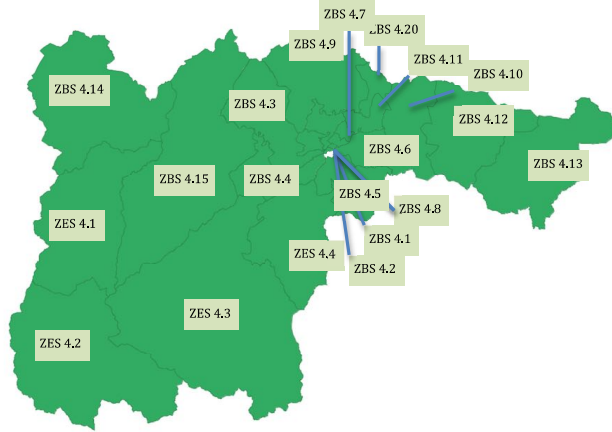 ZBS 4.7
ZBS 4.20
ZBS 4.9
ZBS 4.11
ZBS 4.10
ZBS 4.14
ZBS 4.3
ZBS 4.12
ZBS 4.6
ZBS 4.13
ZBS 4.15
ZBS 4.4
ZBS 4.5
ZBS 4.8
ZES 4.1
ZBS 4.1
ZES 4.4
ZBS 4.2
ZES 4.3
ZES 4.2